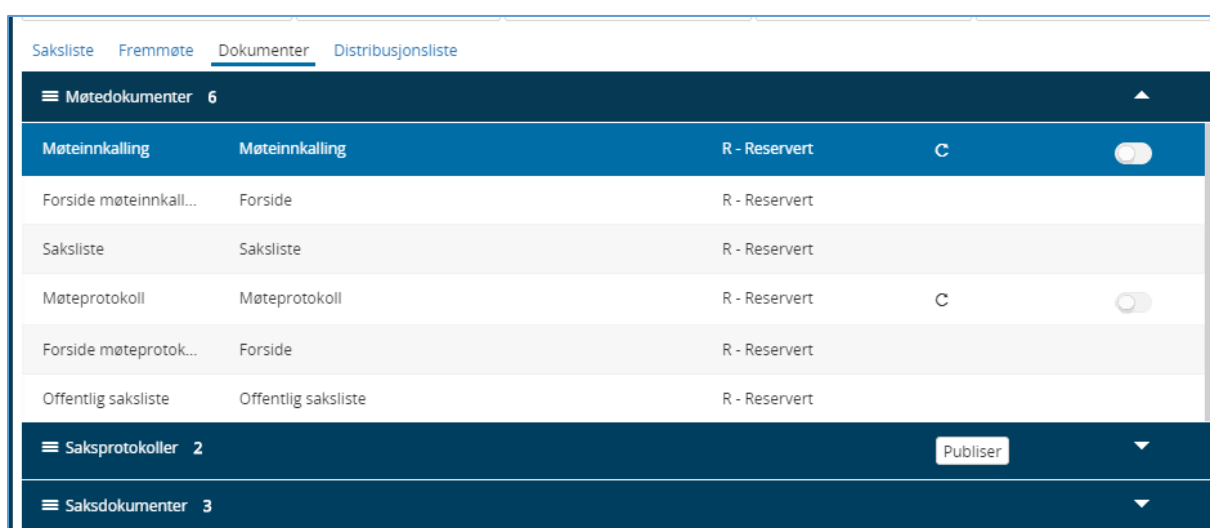 Saksliste Fremmøte Dokumenter Distribusjonsliste
Møtedokumenter 6
Møteinnkalling Møteinnkalling R - Reservert
Forside møteinnkall... Forside R - Reservert
Saksliste Saksliste R - Reservert
Møteprotokoll Møteprotokoll R - Reservert
Forside møteprotok... Forside R - Reservert
Offentlig saksliste Offentlig saksliste R - Reservert
Saksprotokoller 2 Publiser
Saksdokumenter 3